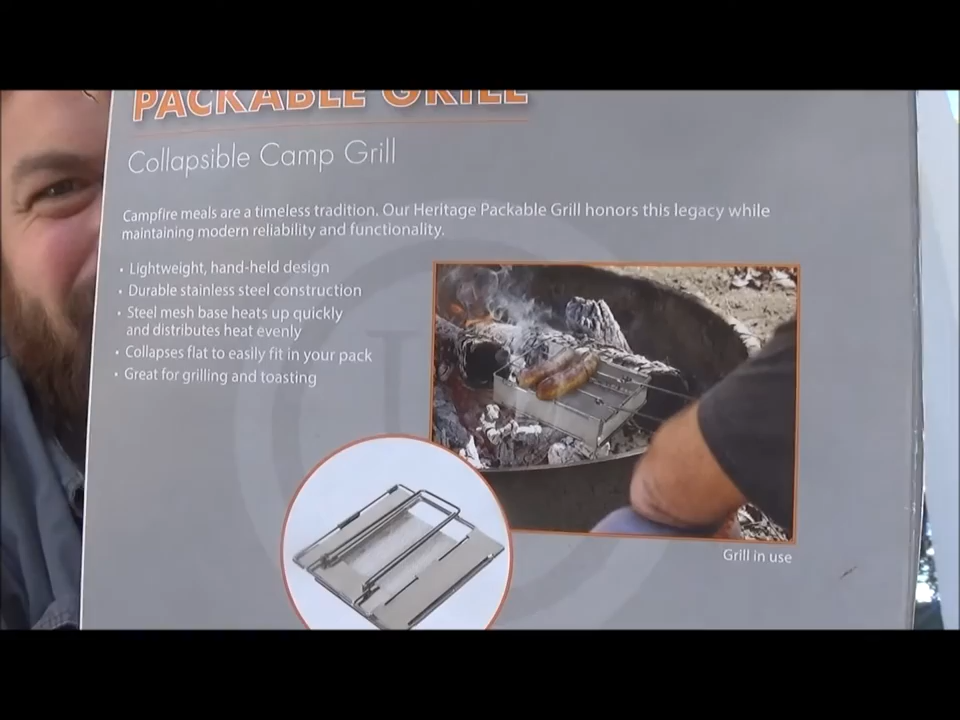 PACKABLE GRILL
Collapsible Camp Grill
Campfire meals are a timeless tradition. Our Heritage Packable Grill honors this legacy while
maintaining modern reliability and functionality.
• Lightweight, hand-held design
• Durable stainless steel construction
• Steel mesh base heats up quickly
and distributes heat evenly
• Collapses flat to easily fit in your pack
• Great for grilling and toasting
Grill in use